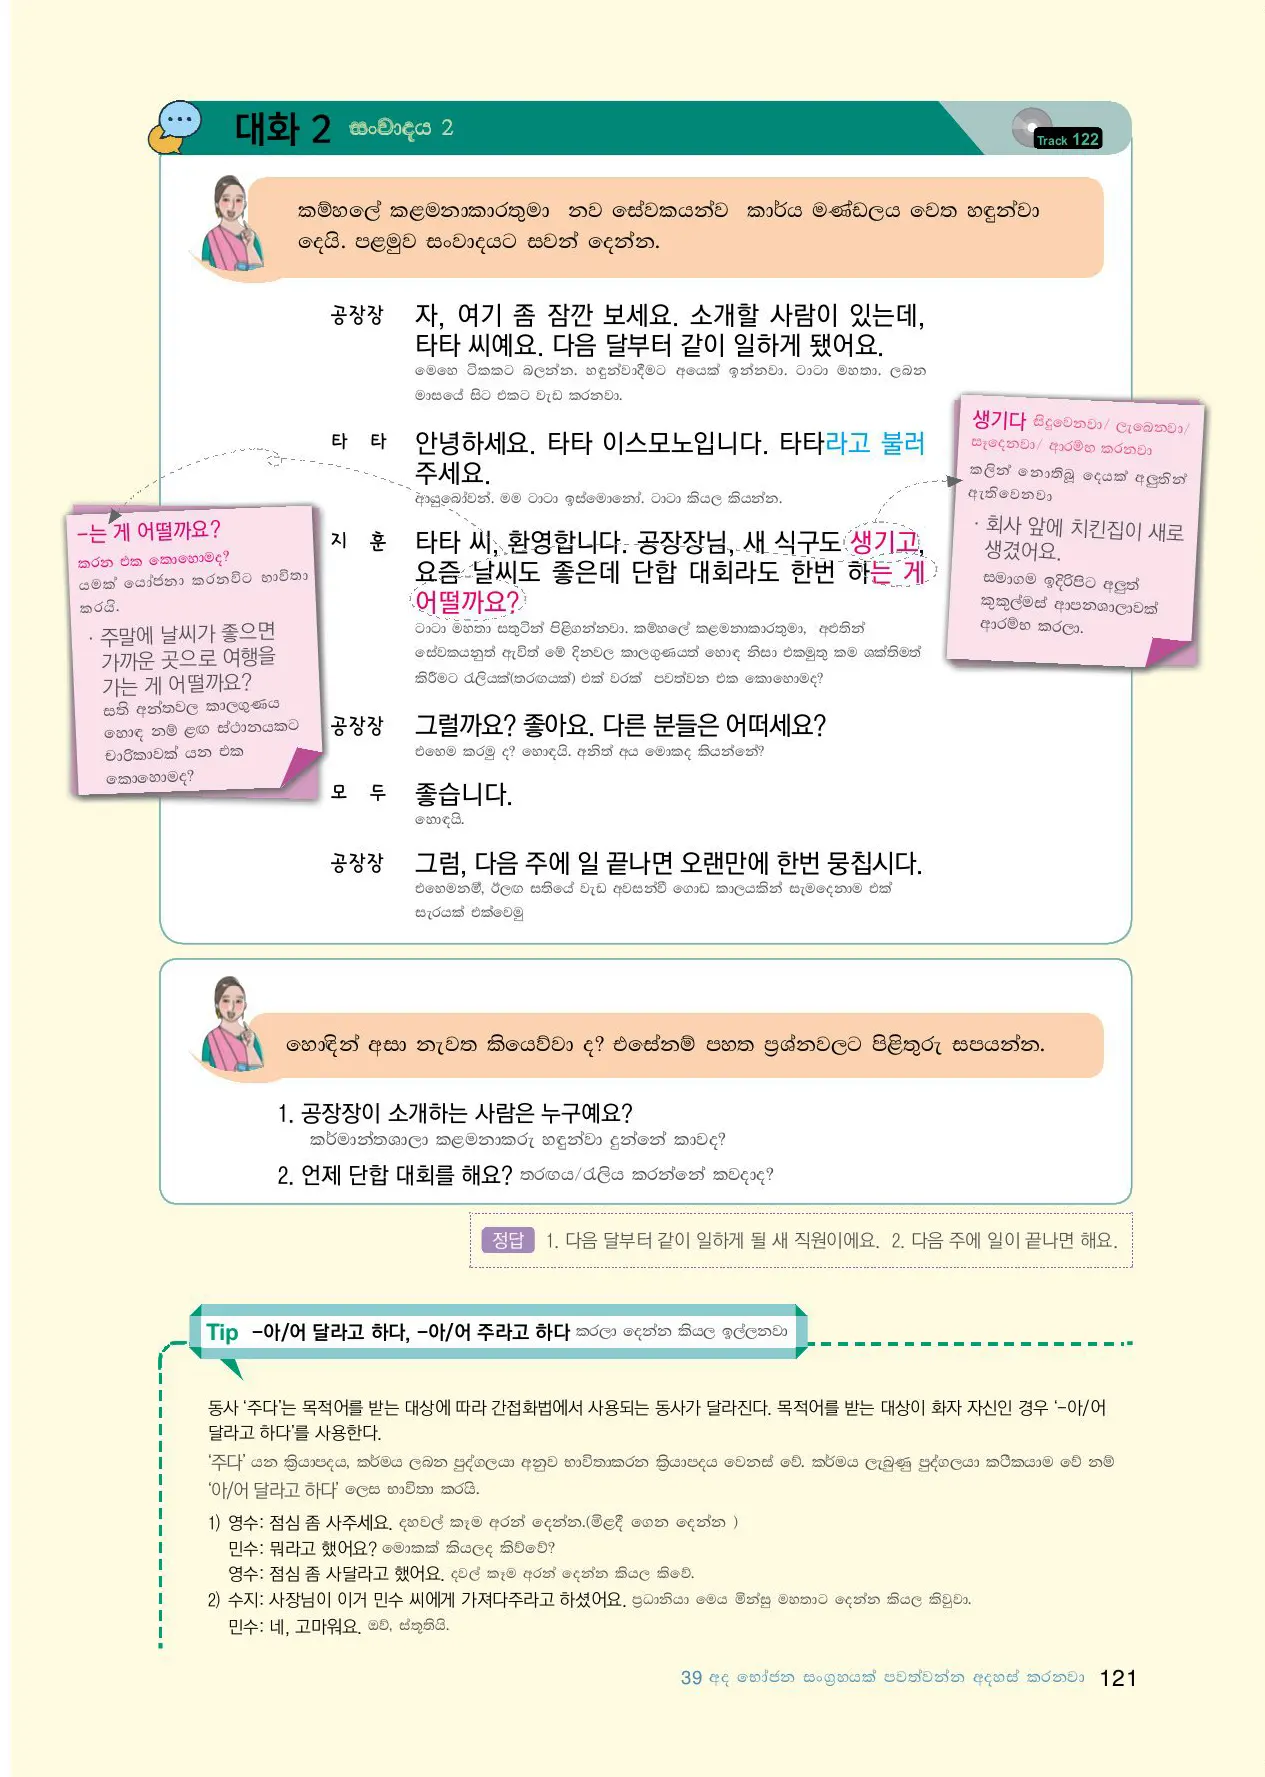 대화 2 සංවාදය 2
Track 122
කම්හලේ කළමනාකාරතුමා නව සේවකයන්ව කාර්ය මණ්ඩලය වෙත හඳුන්වා
දෙයි. පළමුව සංවාදයට සවන් දෙන්න.
공장장 자, 여기 좀 잠깐 보세요. 소개할 사람이 있는데,
타타 씨예요. 다음 달부터 같이 일하게 됐어요.
මෙහෙ ටිකකට බලන්න. හඳුන්වාදීමට අයෙක් ඉන්නවා. ටාටා මහතා. ලබන
මාසයේ සිට එකට වැඩ කරනවා.
타 타 안녕하세요. 타타 이스모노입니다. 타타라고 불러
주세요.
ආයුබෝවන්. මම ටාටා ඉස්මොනෝ. ටාටා කියල කියන්න.
지 훈 타타 씨, 환영합니다. 공장장님, 새 식구도 생기고,
요즘 날씨도 좋은데 단합 대회라도 한번 하는 게
어떨까요?
ටාටා මහතා සතුටින් පිළිගන්නවා. කම්හලේ කළමනාකාරතුමා, අළුතින්
සේවකයනුත් ඇවිත් මේ දිනවල කාලගුණයත් හොඳ නිසා එකමුතු කම ශක්තිමත්
කිරීමට රැලියක්(තරඟයක්) එක් වරක් පවත්වන එක කොහොමද?
공장장 그럴까요? 좋아요. 다른 분들은 어떠세요?
එහෙම කරමු ද? හොඳයි. අනිත් අය මොකද කියන්නේ?
모 두 좋습니다.
හොඳයි.
공장장 그럼, 다음 주에 일 끝나면 오랜만에 한번 뭉칩시다.
එහෙමනම්, ඊලඟ සතියේ වැඩ අවසන්වී ගොඩ කාලයකින් සැමදෙනාම එක්
සැරයක් එක්වෙමු
생기다 සිදුවෙනවා/ ලැබෙනවා/
සෑදෙනවා/ ආරම්භ කරනවා
කලින් නොතිබූ දෙයක් අලුතින්
ඇතිවෙනවා
· 회사 앞에 치킨집이 새로
생겼어요.
සමාගම ඉදිරිපිට අලුත්
කුකුල්මස් ආපනශාලාවක්
ආරම්භ කරලා.
-는 게 어떨까요?
කරන එක කොහොමද?
යමක් යෝජනා කරනවිට භාවිතා
කරයි.
· 주말에 날씨가 좋으면
가까운 곳으로 여행을
가는 게 어떨까요?
සති අන්තවල කාලගුණය
හොඳ නම් ළඟ ස්ථානයකට
චාරිකාවක් යන එක
කොහොමද?
හොඳින් අසා නැවත කියෙව්වා ද? එසේනම් පහත ප්‍රශ්නවලට පිළිතුරු සපයන්න.
1. 공장장이 소개하는 사람은 누구예요?
කර්මාන්තශාලා කළමනාකරු හඳුන්වා දුන්නේ කාවද?
2. 언제 단합 대회를 해요? තරඟය/රැලිය කරන්නේ කවදාද?
정답 1. 다음 달부터 같이 일하게 될 새 직원이에요. 2. 다음 주에 일이 끝나면 해요.
Tip -아/어 달라고 하다, -아/어 주라고 하다 කරලා දෙන්න කියල ඉල්ලනවා
동사 ‘주다’는 목적어를 받는 대상에 따라 간접화법에서 사용되는 동사가 달라진다. 목적어를 받는 대상이 화자 자신인 경우 ‘-아/어
달라고 하다’를 사용한다.
‘주다’ යන ක්‍රියාපදය, කර්මය ලබන පුද්ගලයා අනුව භාවිතාකරන ක්‍රියාපදය වෙනස් වේ. කර්මය ලැබුණු පුද්ගලයා කථිකයාම වේ නම්
‘아/어 달라고 하다’ ලෙස භාවිතා කරයි.
1) 영수: 점심 좀 사주세요. දහවල් කෑම අරන් දෙන්න.(මිළදී ගෙන දෙන්න )
민수: 뭐라고 했어요? මොකක් කියලද කිව්වේ?
영수: 점심 좀 사달라고 했어요. දවල් කෑම අරන් දෙන්න කියල කිවේ.
2) 수지: 사장님이 이거 민수 씨에게 가져다주라고 하셨어요. ප්‍රධානියා මෙය මින්සු මහතාට දෙන්න කියල කිවුවා.
민수: 네, 고마워요. ඔව්, ස්තූතියි.
39 අද භෝජන සංග්‍රහයක් පවත්වන්න අදහස් කරනවා 121